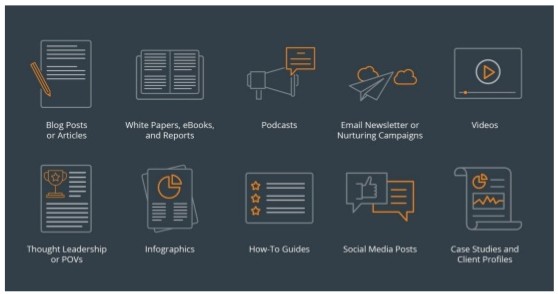 Blog Posts
or Articles
White Papers, eBooks,
and Reports
Podcasts
Email Newsletter or
Nurturing Campaigns
Videos
Thought Leadership
or POVs
Infographics
How-To Guides
Social Media Posts
Case Studies and
Client Profiles